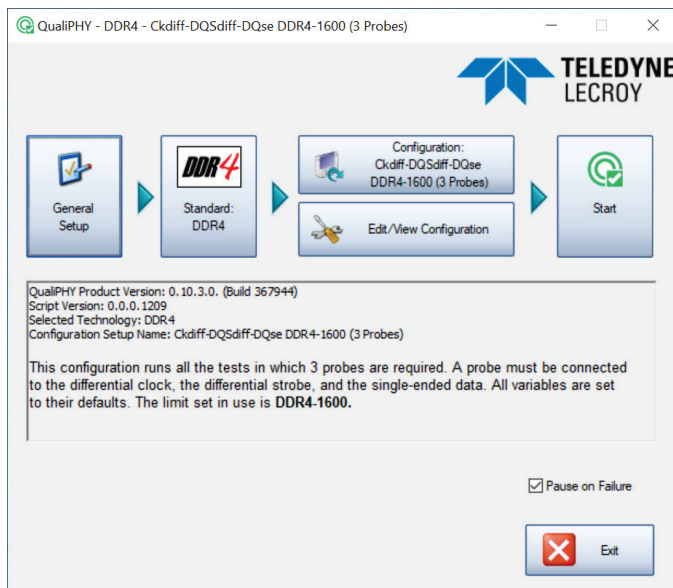 QualiPHY - DDR4 - Ckdiff-DQSdiff-DQse DDR4-1600 (3 Probes)
TELEDYNE
LECROY
General
Setup
DDR4
Standard:
DDR4
Configuration:
Ckdiff-DQSdiff-DQse
DDR4-1600 (3 Probes)
Edit/View Configuration
Start
QualiPHY Product Version: 0.10.3.0. (Build 367944)
Script Version: 0.0.0.1209
Selected Technology: DDR4
Configuration Setup Name: Ckdiff-DQSdiff-DQse DDR4-1600 (3 Probes)
This configuration runs all the tests in which 3 probes are required. A probe must be connected
to the differential clock, the differential strobe, and the single-ended data. All variables are set
to their defaults. The limit set in use is DDR4-1600.
Pause on Failure
Exit